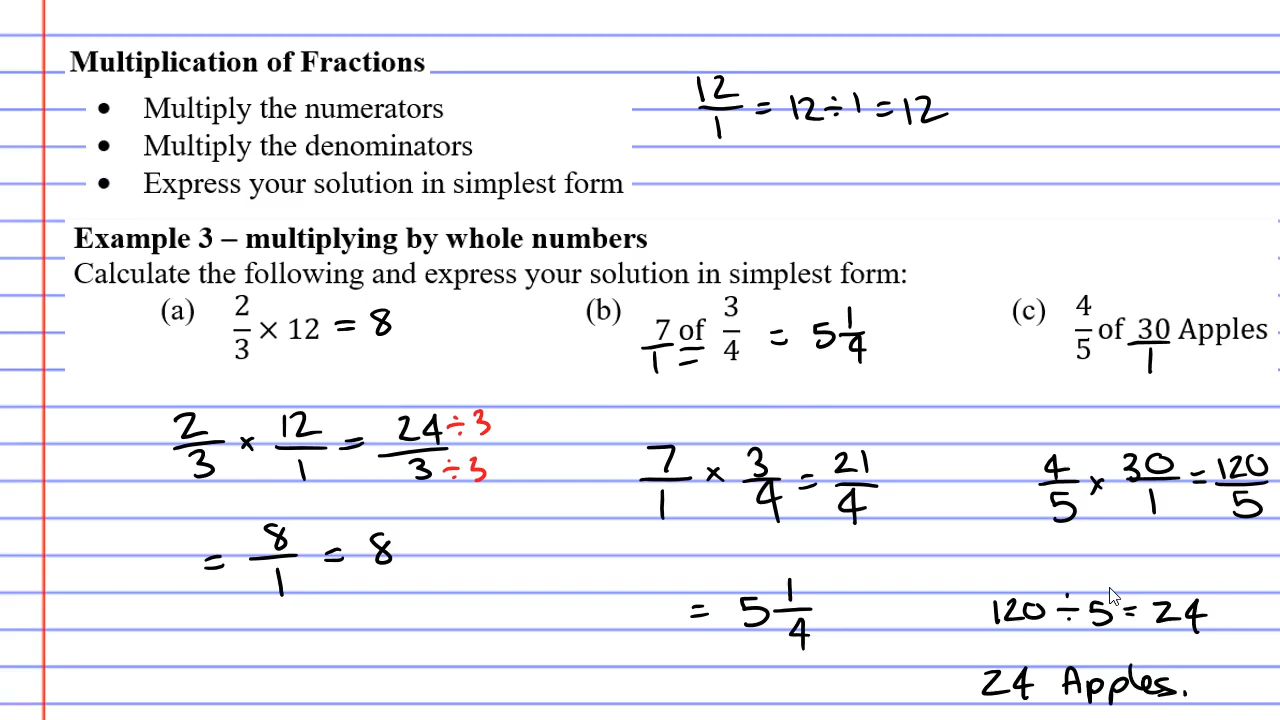 Multiplication of Fractions
12/1 = 12 ÷ 1 = 12
• Multiply the numerators
• Multiply the denominators
• Express your solution in simplest form
Example 3 – multiplying by whole numbers
Calculate the following and express your solution in simplest form:
(a) 2/3 × 12 = 8
(b) 7/1 of 3/4 = 5 1/4
(c) 4/5 of 30/1 Apples
2/3 × 12/1 = 24 ÷3/3 ÷3
= 8/1 = 8
7/1 × 3/4 = 21/4
= 5 1/4
4/5 × 30/1 = 120/5
120 ÷ 5 = 24
24 Apples.